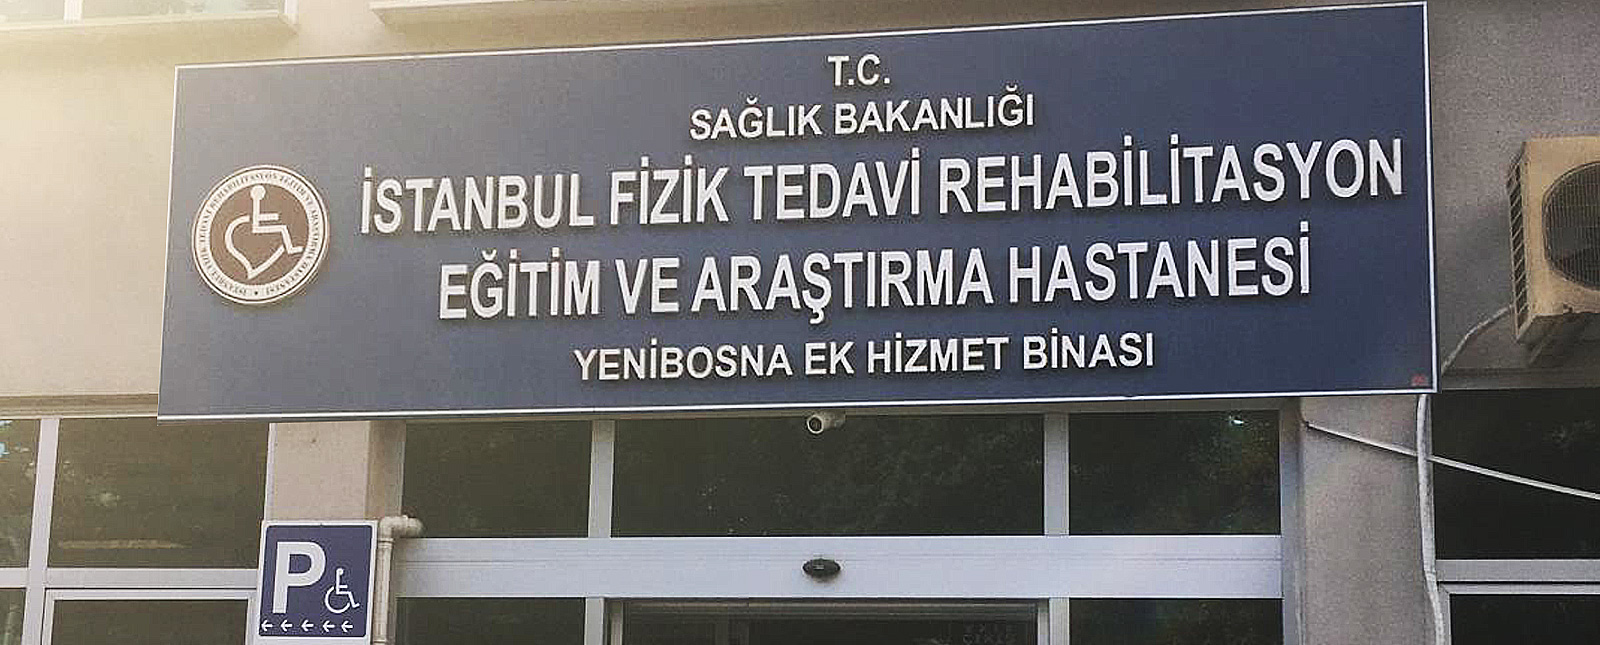 T.C.
SAĞLIK BAKANLIĞI
İSTANBUL FİZİK TEDAVİ REHABİLİTASYON
EĞİTİM VE ARAŞTIRMA HASTANESİ
YENİBOSNA EK HİZMET BİNASI
P